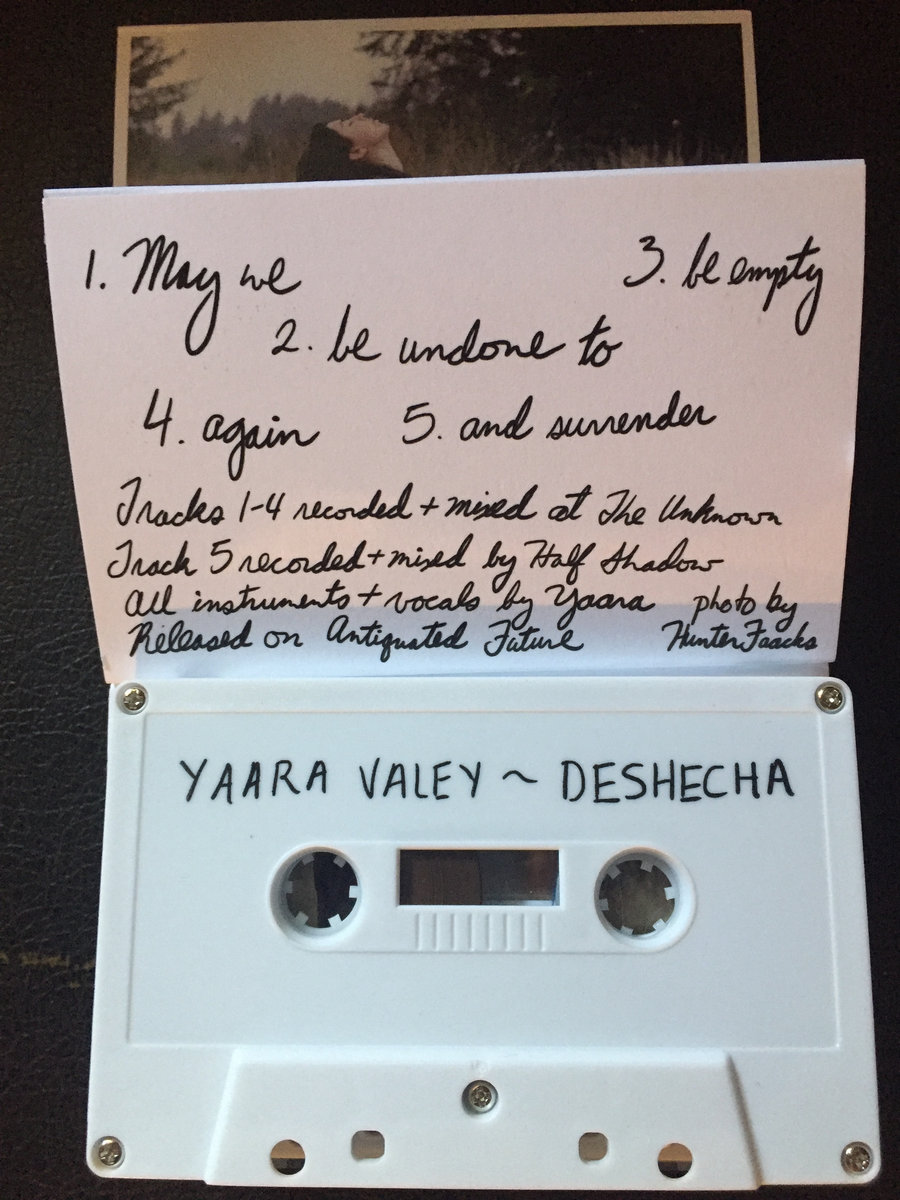 1. May we
3. be empty
2. be undone to
4. again
5. and surrender
Tracks 1-4 recorded + mixed at The Unknown
Track 5 recorded + mixed by Half Shadow
All instruments + vocals by Yaara
Released on Antiquated Future
photo by
Hunter Faacks
YAARA VALEY ~ DESHECHA